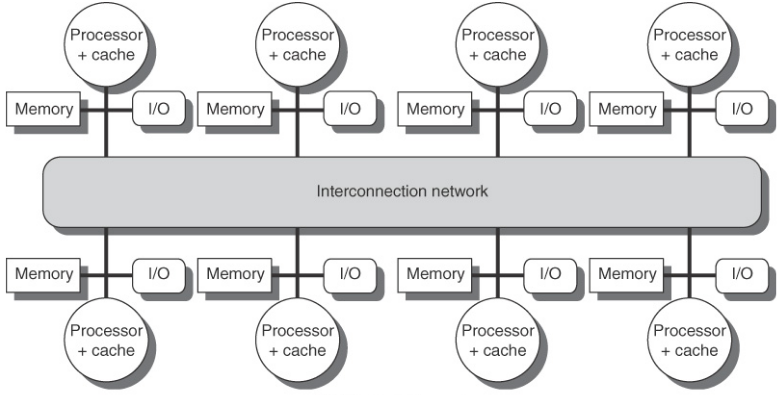 Processor
+ cache
Processor
+ cache
Processor
+ cache
Processor
+ cache
Memory
I/O
Memory
I/O
Memory
I/O
Memory
I/O
Interconnection network
Memory
I/O
Memory
I/O
Memory
I/O
Memory
I/O
Processor
+ cache
Processor
+ cache
Processor
+ cache
Processor
+ cache